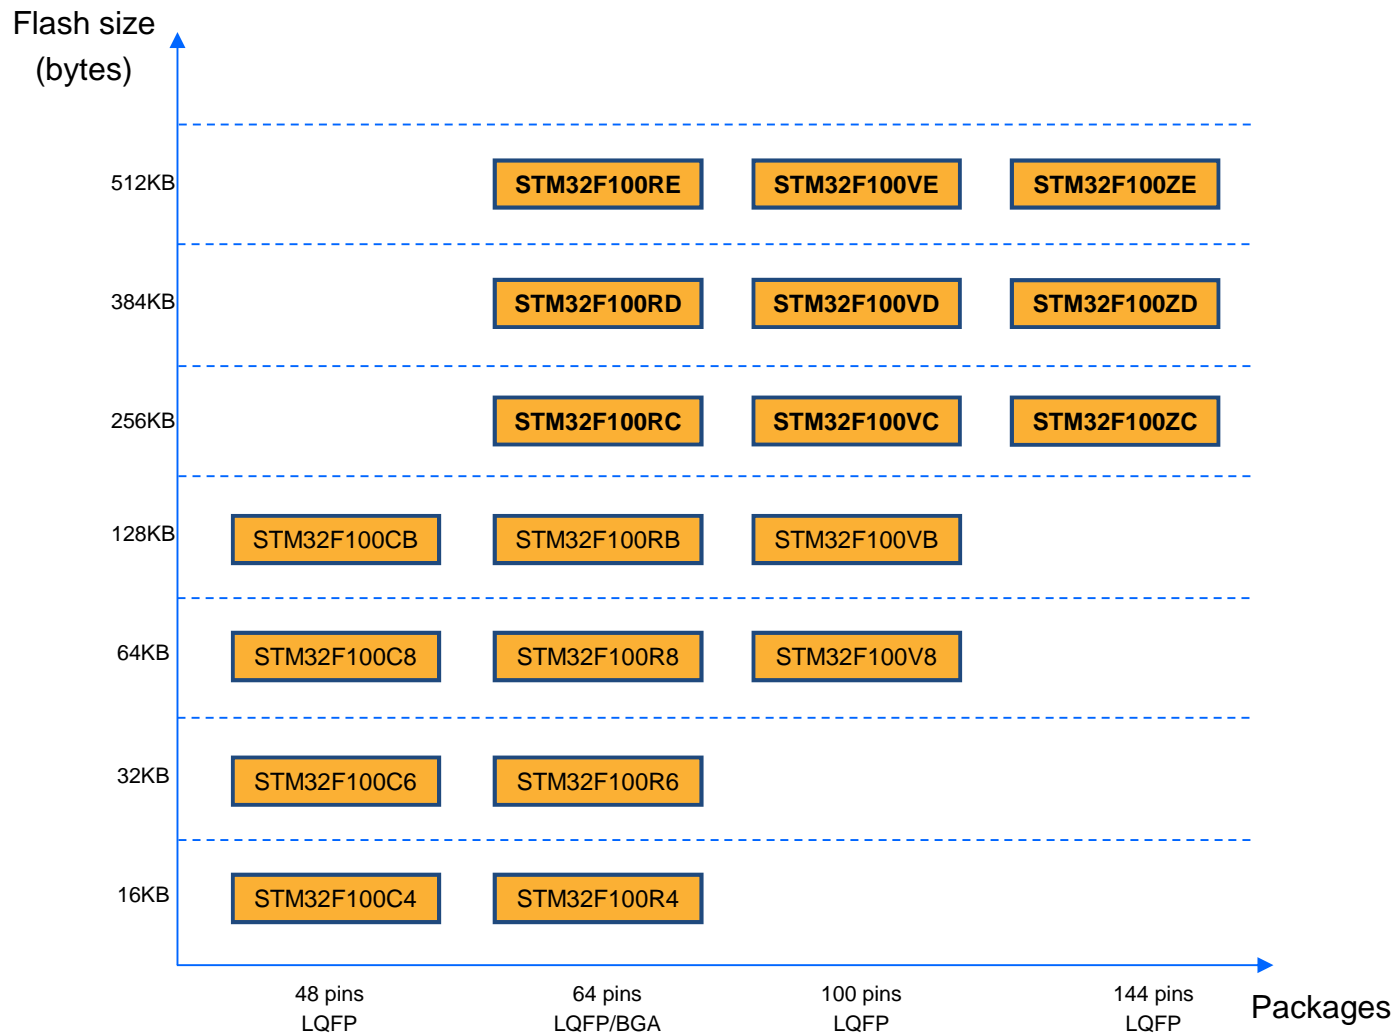 Flash size
(bytes)
512KB
STM32F100RE
STM32F100VE
STM32F100ZE
384KB
STM32F100RD
STM32F100VD
STM32F100ZD
256KB
STM32F100RC
STM32F100VC
STM32F100ZC
128KB
STM32F100CB
STM32F100RB
STM32F100VB
64KB
STM32F100C8
STM32F100R8
STM32F100V8
32KB
STM32F100C6
STM32F100R6
16KB
STM32F100C4
STM32F100R4
48 pins
LQFP
64 pins
LQFP/BGA
100 pins
LQFP
144 pins
LQFP
Packages